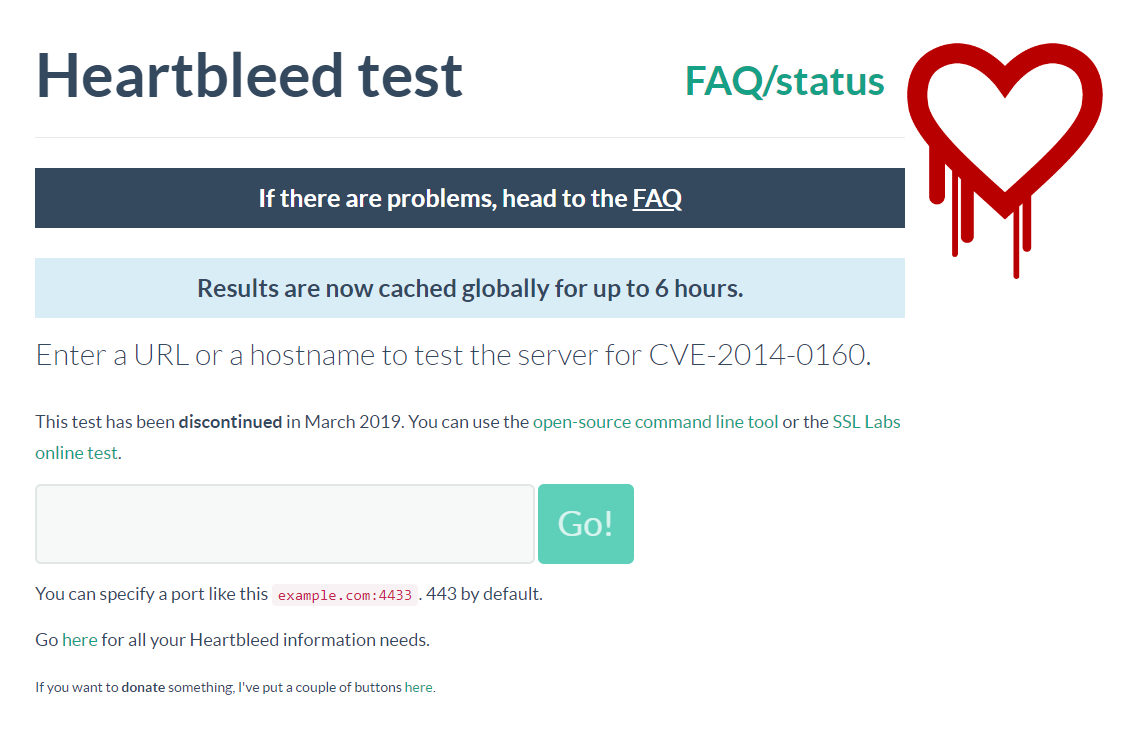 Heartbleed test
FAQ/status
If there are problems, head to the FAQ
Results are now cached globally for up to 6 hours.
Enter a URL or a hostname to test the server for CVE-2014-0160.
This test has been discontinued in March 2019. You can use the open-source command line tool or the SSL Labs
online test.
Go!
You can specify a port like this example.com:4433 . 443 by default.
Go here for all your Heartbleed information needs.
If you want to donate something, I've put a couple of buttons here.